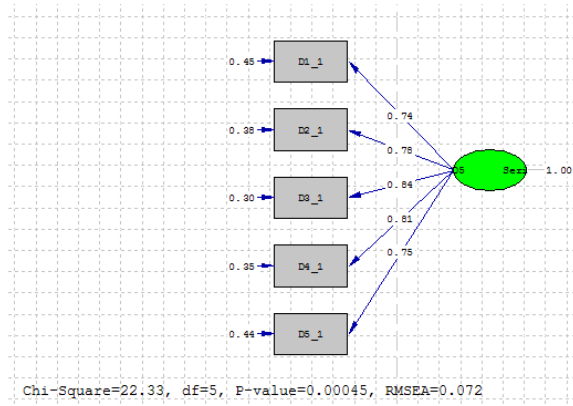 0.45 D1_1
0.74
0.38 D2_1
0.78
DS Serv 1.00
0.30 D3_1
0.84
0.81
0.35 D4_1
0.75
0.44 D5_1
Chi-Square=22.33, df=5, P-value=0.00045, RMSEA=0.072